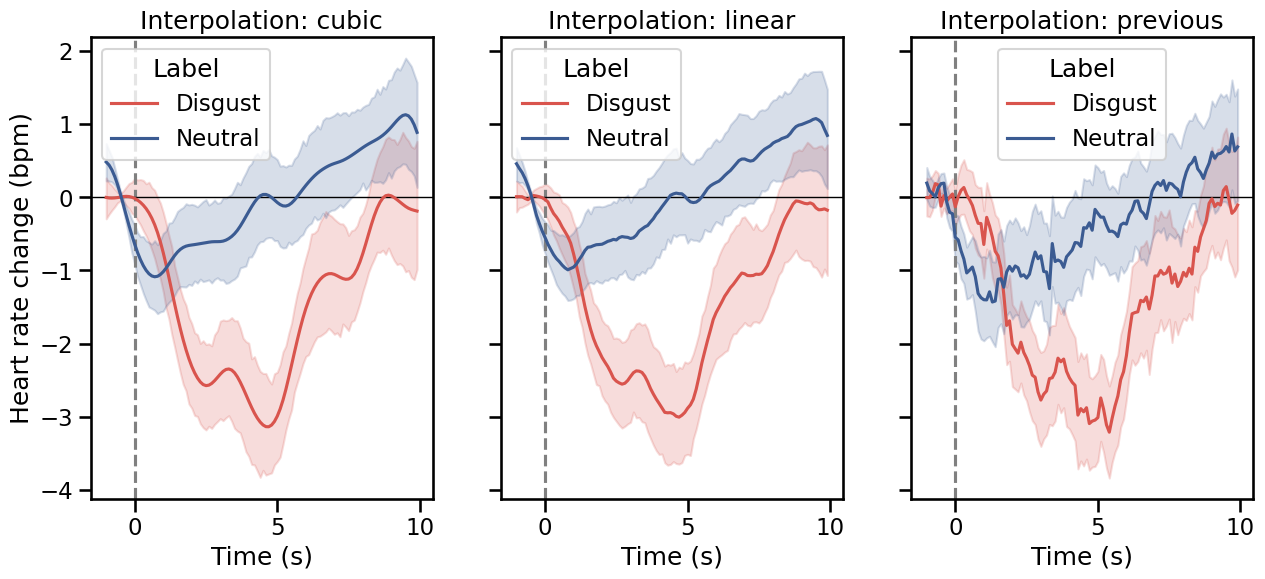 Interpolation: cubic
Interpolation: linear
Interpolation: previous
Heart rate change (bpm)
2
1
0
−1
−2
−3
−4
Label
Disgust
Neutral
0
5
10
Time (s)
Label
Disgust
Neutral
0
5
10
Time (s)
Label
Disgust
Neutral
0
5
10
Time (s)